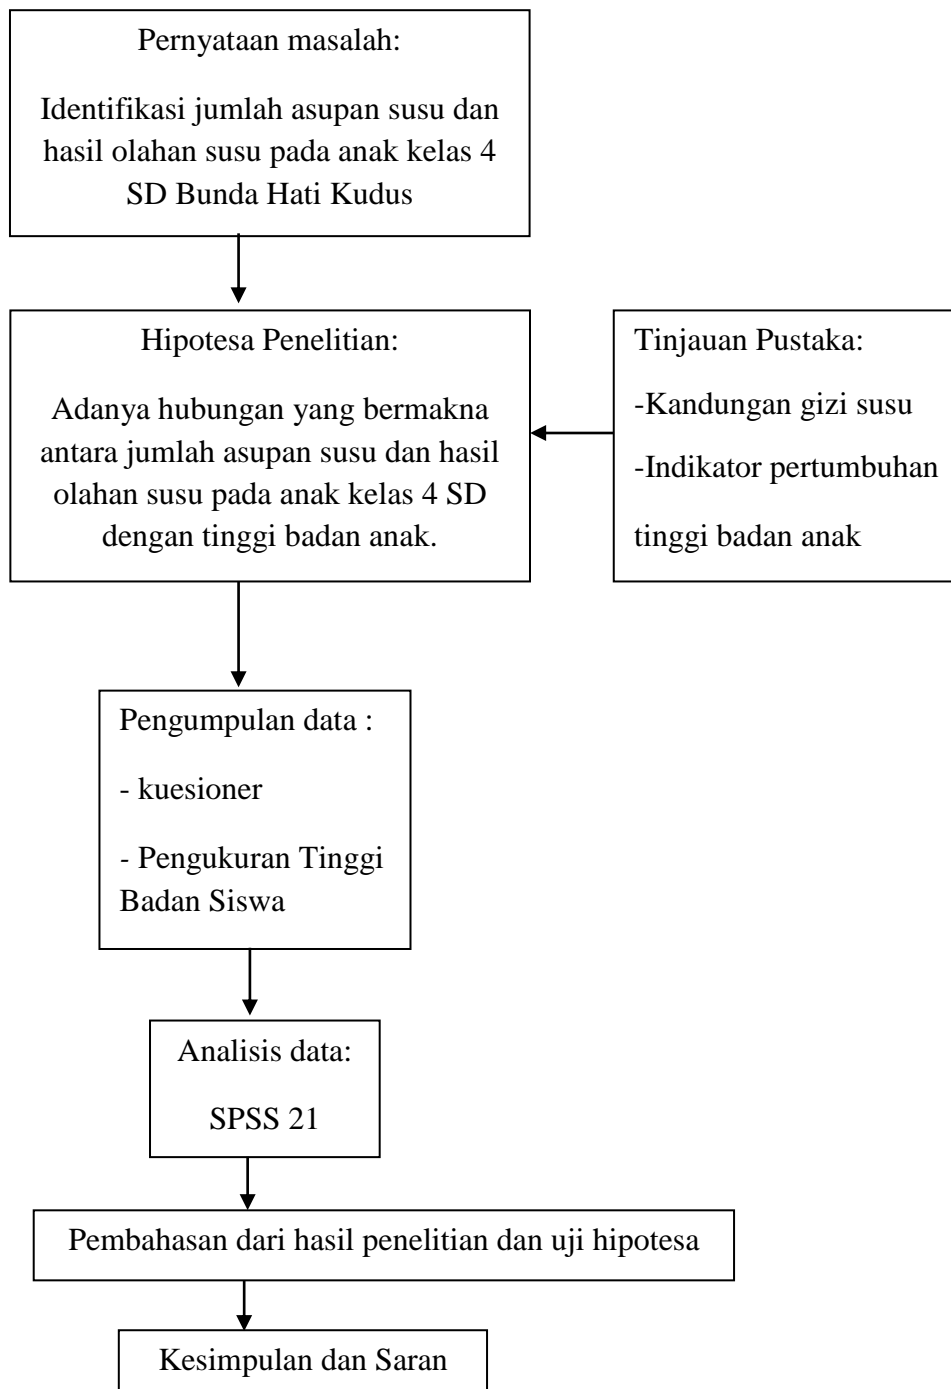 Pernyataan masalah:
Identifikasi jumlah asupan susu dan
hasil olahan susu pada anak kelas 4
SD Bunda Hati Kudus
Hipotesa Penelitian:
Adanya hubungan yang bermakna
antara jumlah asupan susu dan hasil
olahan susu pada anak kelas 4 SD
dengan tinggi badan anak.
Tinjauan Pustaka:
-Kandungan gizi susu
-Indikator pertumbuhan
tinggi badan anak
Pengumpulan data :
- kuesioner
- Pengukuran Tinggi
Badan Siswa
Analisis data:
SPSS 21
Pembahasan dari hasil penelitian dan uji hipotesa
Kesimpulan dan Saran